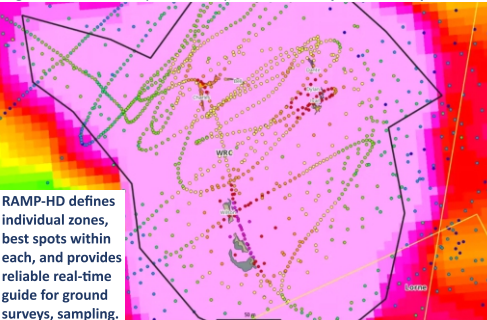 WRC
Lorne
RAMP-HD defines
individual zones,
best spots within
each, and provides
reliable real-time
guide for ground
surveys, sampling.